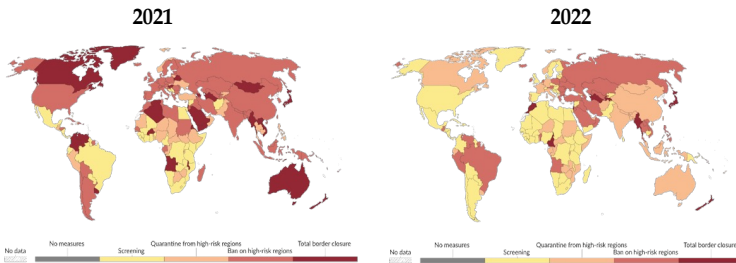 2021
2022
No data
No measures
Screening
Quarantine from high-risk regions
Ban on high-risk regions
Total border closure
No data
No measures
Screening
Quarantine from high-risk regions
Ban on high-risk regions
Total border closure